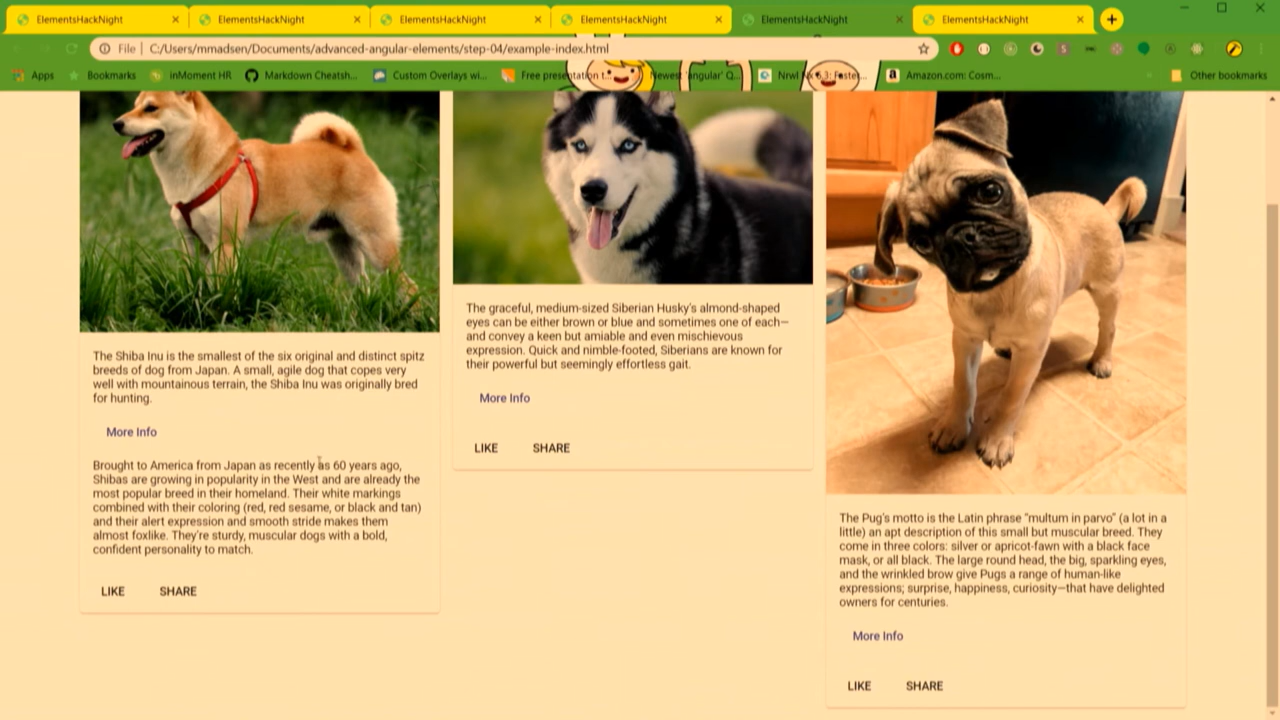 ElementsHackNight
ElementsHackNight
ElementsHackNight
ElementsHackNight
ElementsHackNight
ElementsHackNight
File | C:/Users/mmadsen/Documents/advanced-angular-elements/step-04/example-index.html
Apps
Bookmarks
inMoment HR
Markdown Cheatsh...
Custom Overlays wi...
Free presentation t...
Newest 'angular' Q...
Nrwl Nx 6.3: Faste...
Amazon.com: Cosm...
Other bookmarks
The Shiba Inu is the smallest of the six original and distinct spitz
breeds of dog from Japan. A small, agile dog that copes very
well with mountainous terrain, the Shiba Inu was originally bred
for hunting.
More Info
Brought to America from Japan as recently as 60 years ago,
Shibas are growing in popularity in the West and are already the
most popular breed in their homeland. Their white markings
combined with their coloring (red, red sesame, or black and tan)
and their alert expression and smooth stride makes them
almost foxlike. They're sturdy, muscular dogs with a bold,
confident personality to match.
LIKE SHARE
The graceful, medium-sized Siberian Husky's almond-shaped
eyes can be either brown or blue and sometimes one of each—
and convey a keen but amiable and even mischievous
expression. Quick and nimble-footed, Siberians are known for
their powerful but seemingly effortless gait.
More Info
LIKE SHARE
The Pug's motto is the Latin phrase "multum in parvo" (a lot in a
little) an apt description of this small but muscular breed. They
come in three colors: silver or apricot-fawn with a black face
mask, or all black. The large round head, the big, sparkling eyes,
and the wrinkled brow give Pugs a range of human-like
expressions; surprise, happiness, curiosity—that have delighted
owners for centuries.
More Info
LIKE SHARE